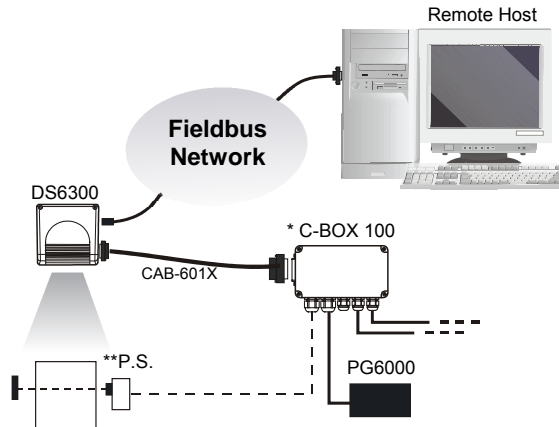 Remote Host
Fieldbus
Network
DS6300
* C-BOX 100
CAB-601X
**P.S.
PG6000